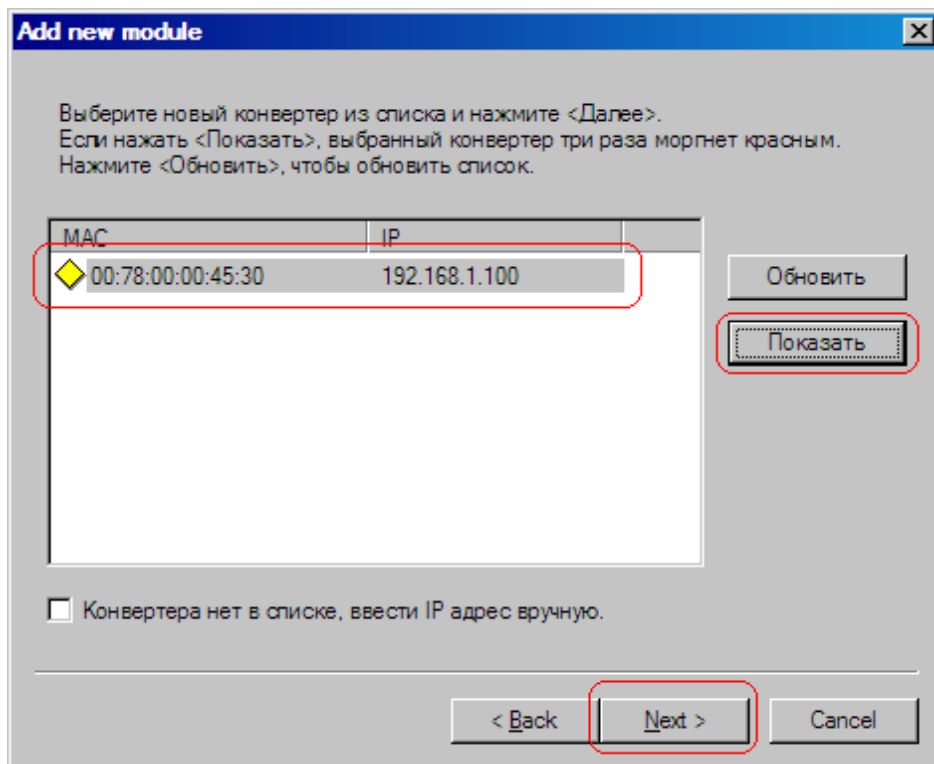 Add new module
Выберите новый конвертер из списка и нажмите <Далее>.
Если нажать <Показать>, выбранный конвертер три раза моргнет красным.
Нажмите <Обновить>, чтобы обновить список.
MAC IP
00:78:00:00:45:30 192.168.1.100
Обновить
Показать
Конвертера нет в списке, ввести IP адрес вручную.
< Back Next > Cancel